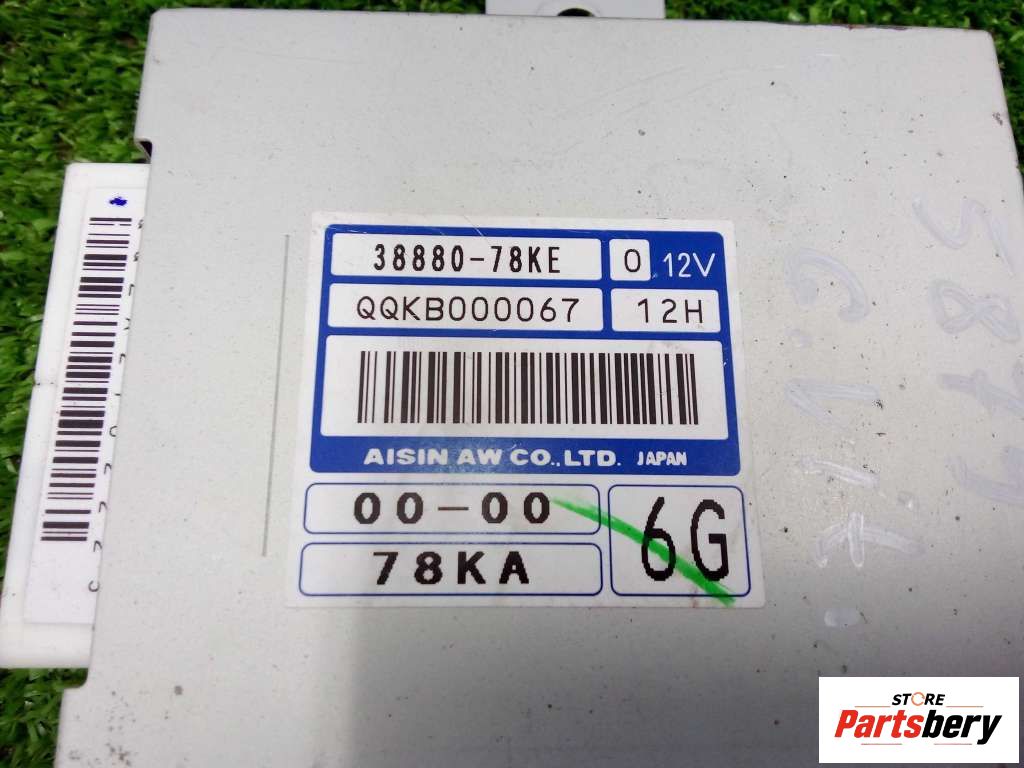 38880-78KE 0 12V
QQKB000067 12H
AISIN AW CO.,LTD. JAPAN
00-00 6G
78KA
STORE
Partsbery